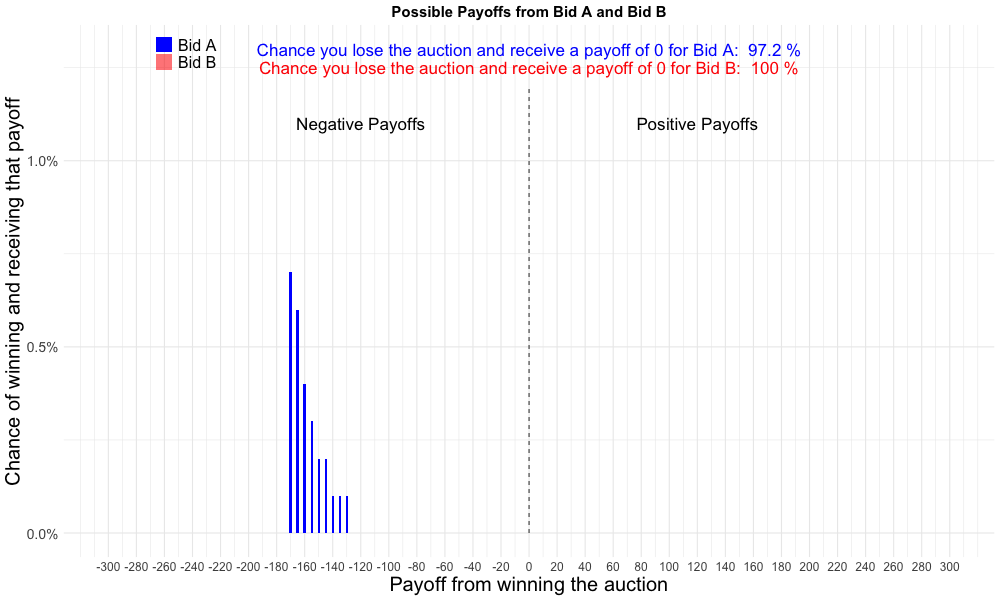 Possible Payoffs from Bid A and Bid B
Bid A
Bid B
Chance you lose the auction and receive a payoff of 0 for Bid A:  97.2 %
Chance you lose the auction and receive a payoff of 0 for Bid B:  100 %
Negative Payoffs
Positive Payoffs
Chance of winning and receiving that payoff
1.0%
0.5%
0.0%
-300 -280 -260 -240 -220 -200 -180 -160 -140 -120 -100 -80 -60 -40 -20 0 20 40 60 80 100 120 140 160 180 200 220 240 260 280 300
Payoff from winning the auction